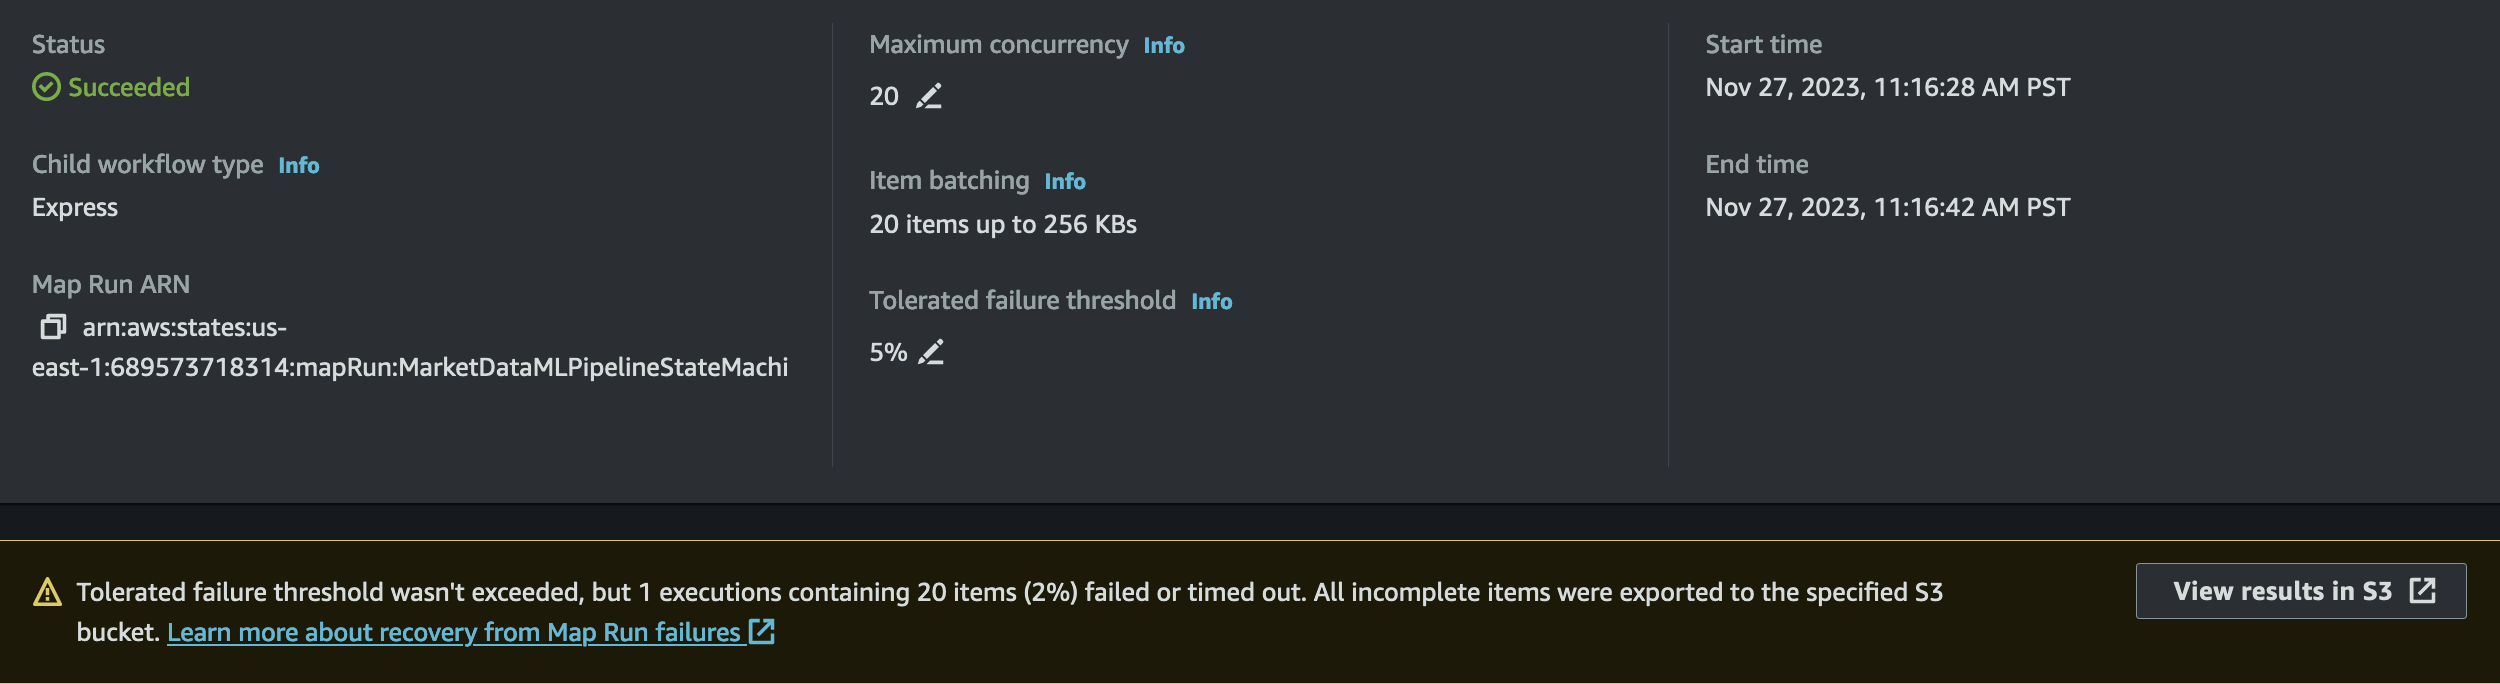 Status
Succeeded
Child workflow type Info
Express
Map Run ARN
arn:aws:states:us-
east-1:689573718314:mapRun:MarketDataMLPipelineStateMachi
Maximum concurrency Info
20
Item batching Info
20 items up to 256 KBs
Tolerated failure threshold Info
5%
Start time
Nov 27, 2023, 11:16:28 AM PST
End time
Nov 27, 2023, 11:16:42 AM PST
Tolerated failure threshold wasn't exceeded, but 1 executions containing 20 items (2%) failed or timed out. All incomplete items were exported to the specified S3
bucket. Learn more about recovery from Map Run failures
View results in S3